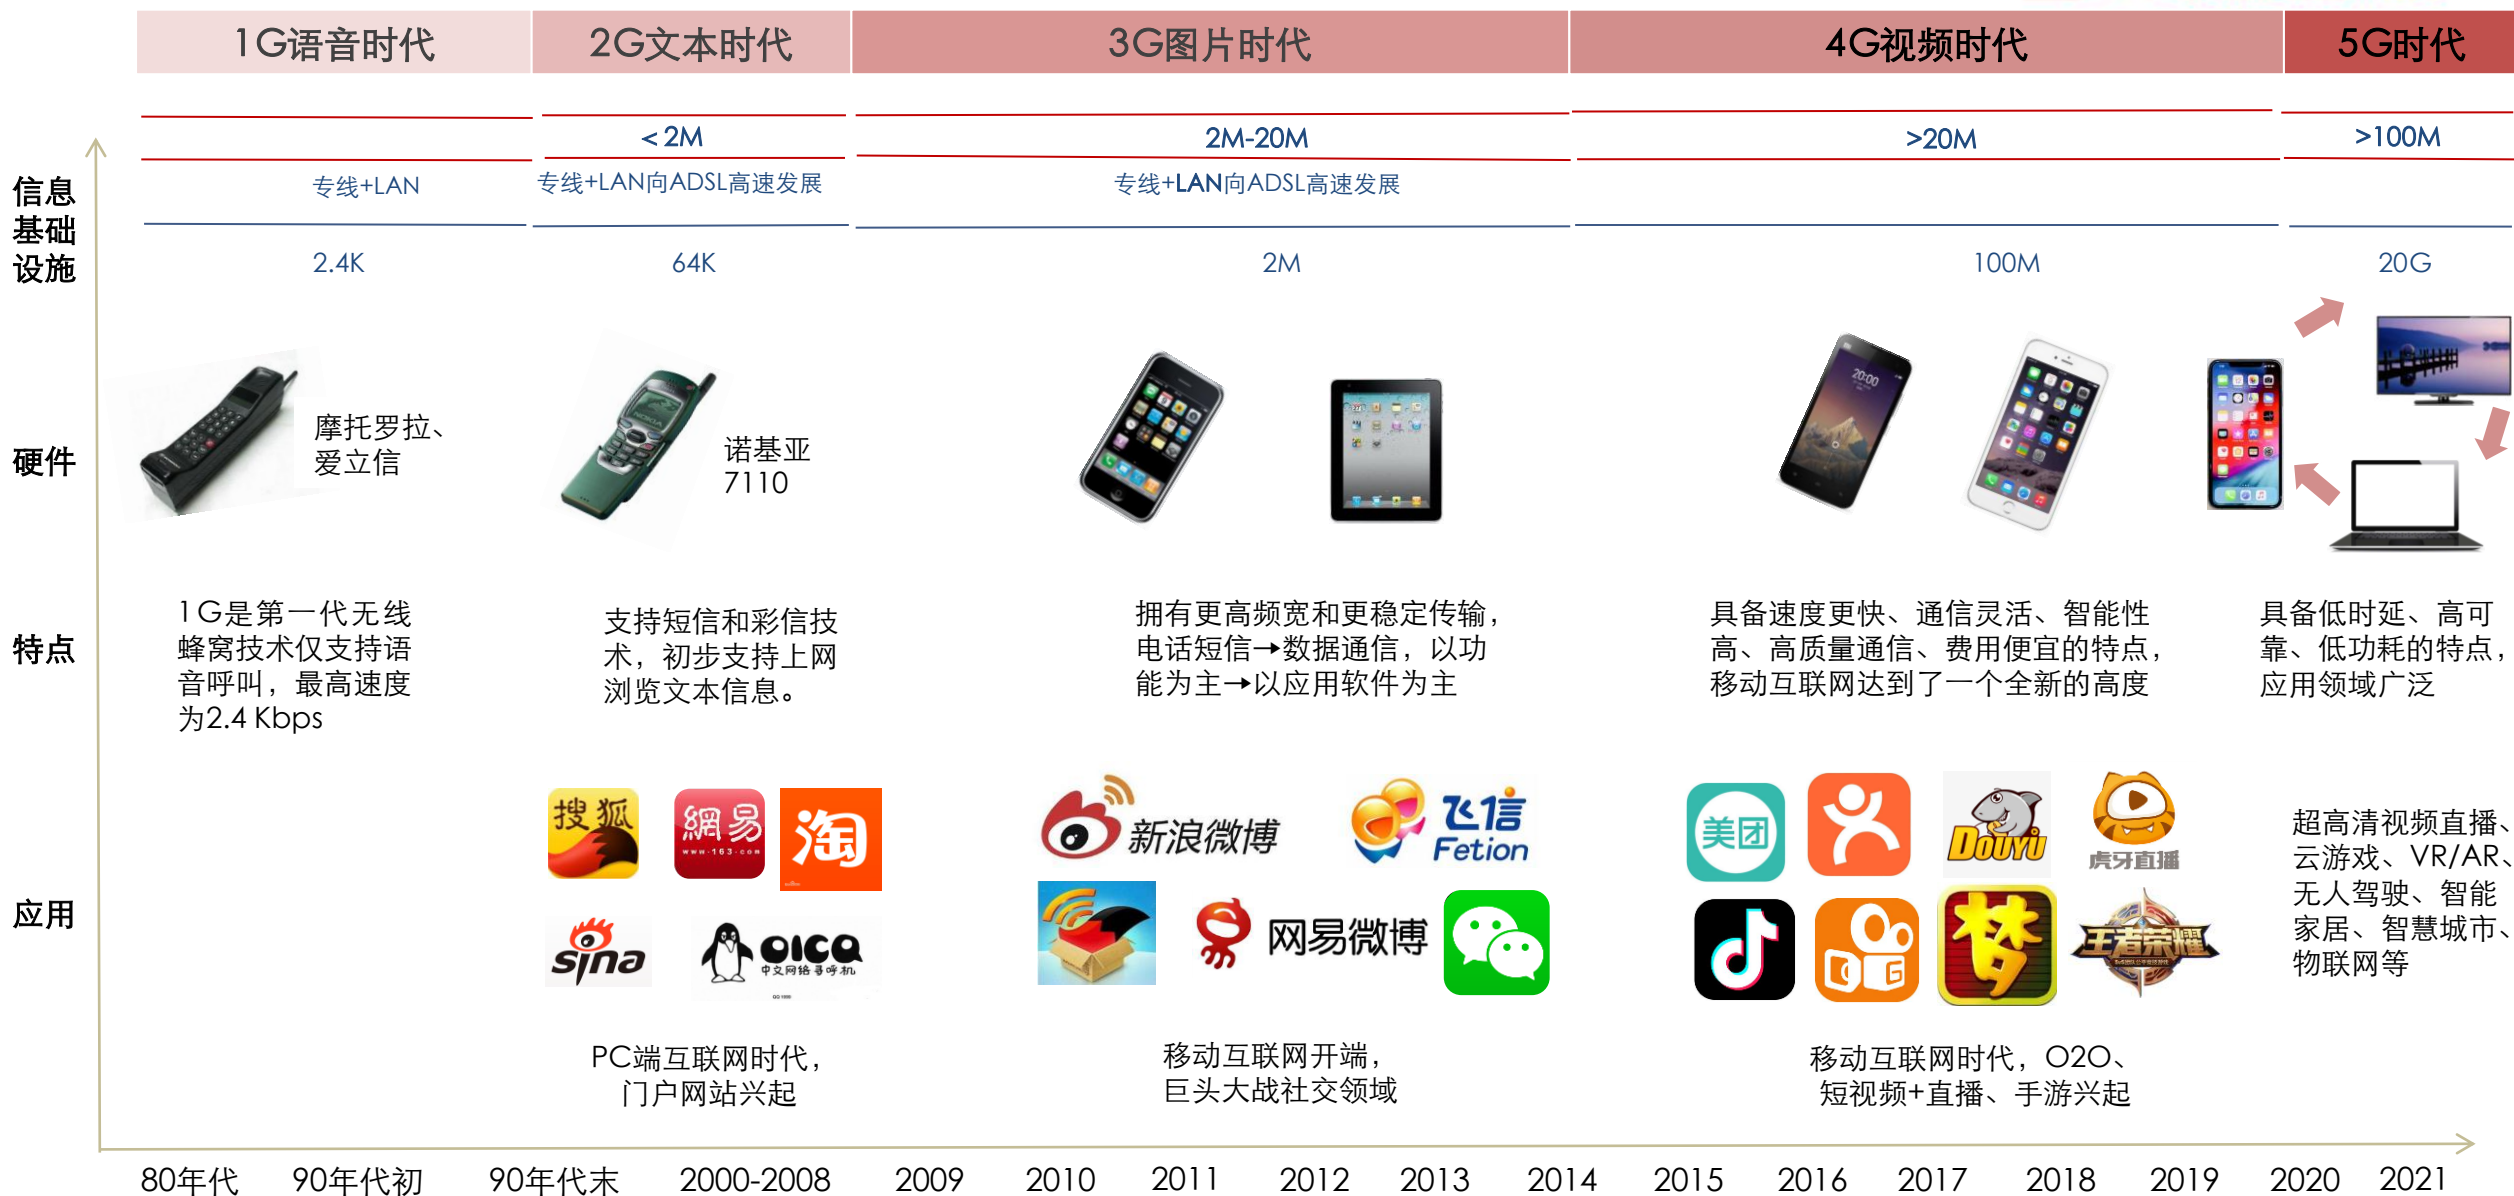 1G语音时代
2G文本时代
3G图片时代
4G视频时代
5G时代
信息
基础
设施
<2M
2M-20M
>20M
>100M
专线+LAN
专线+LAN向ADSL高速发展
专线+LAN向ADSL高速发展
2.4K
64K
2M
100M
20G
硬件
摩托罗拉、
爱立信
NOKIA
诺基亚
7110
20:00
特点
1G是第一代无线
蜂窝技术仅支持语
音呼叫，最高速度
为2.4 Kbps
支持短信和彩信技
术，初步支持上网
浏览文本信息。
拥有更高频宽和更稳定传输，
电话短信→数据通信，以功
能为主→以应用软件为主
具备速度更快、通信灵活、智能性
高、高质量通信、费用便宜的特点，
移动互联网达到了一个全新的高度
具备低时延、高可
靠、低功耗的特点，
应用领域广泛
应用
搜狐
網易
www·163·com
淘
sina
OICQ
中文网络寻呼机
新浪微博
飞信
Fetion
网易微博
美团
DOUYU
虎牙直播
梦
王者荣耀
超高清视频直播、
云游戏、VR/AR、
无人驾驶、智能
家居、智慧城市、
物联网等
PC端互联网时代，
门户网站兴起
移动互联网开端，
巨头大战社交领域
移动互联网时代，O2O、
短视频+直播、手游兴起
80年代
90年代初
90年代末
2000-2008
2009
2010
2011
2012
2013
2014
2015
2016
2017
2018
2019
2020
2021